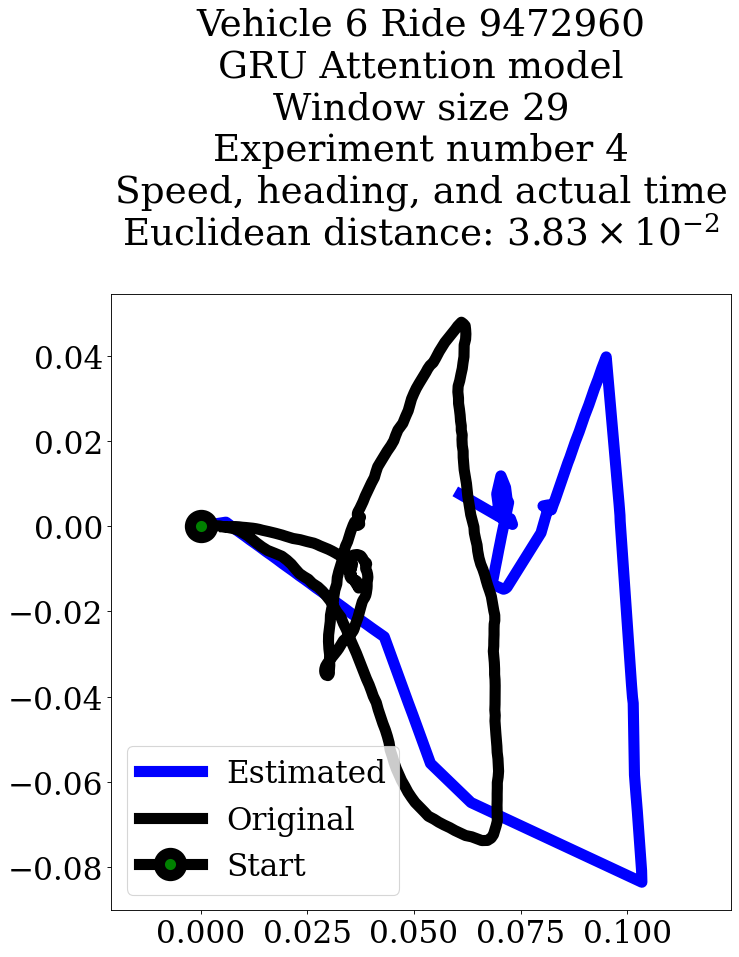 Vehicle 6 Ride 9472960
GRU Attention model
Window size 29
Experiment number 4
Speed, heading, and actual time
Euclidean distance: 3.83 × 10⁻²
0.04
0.02
0.00
−0.02
−0.04
−0.06
−0.08
Estimated
Original
Start
0.000 0.025 0.050 0.075 0.100